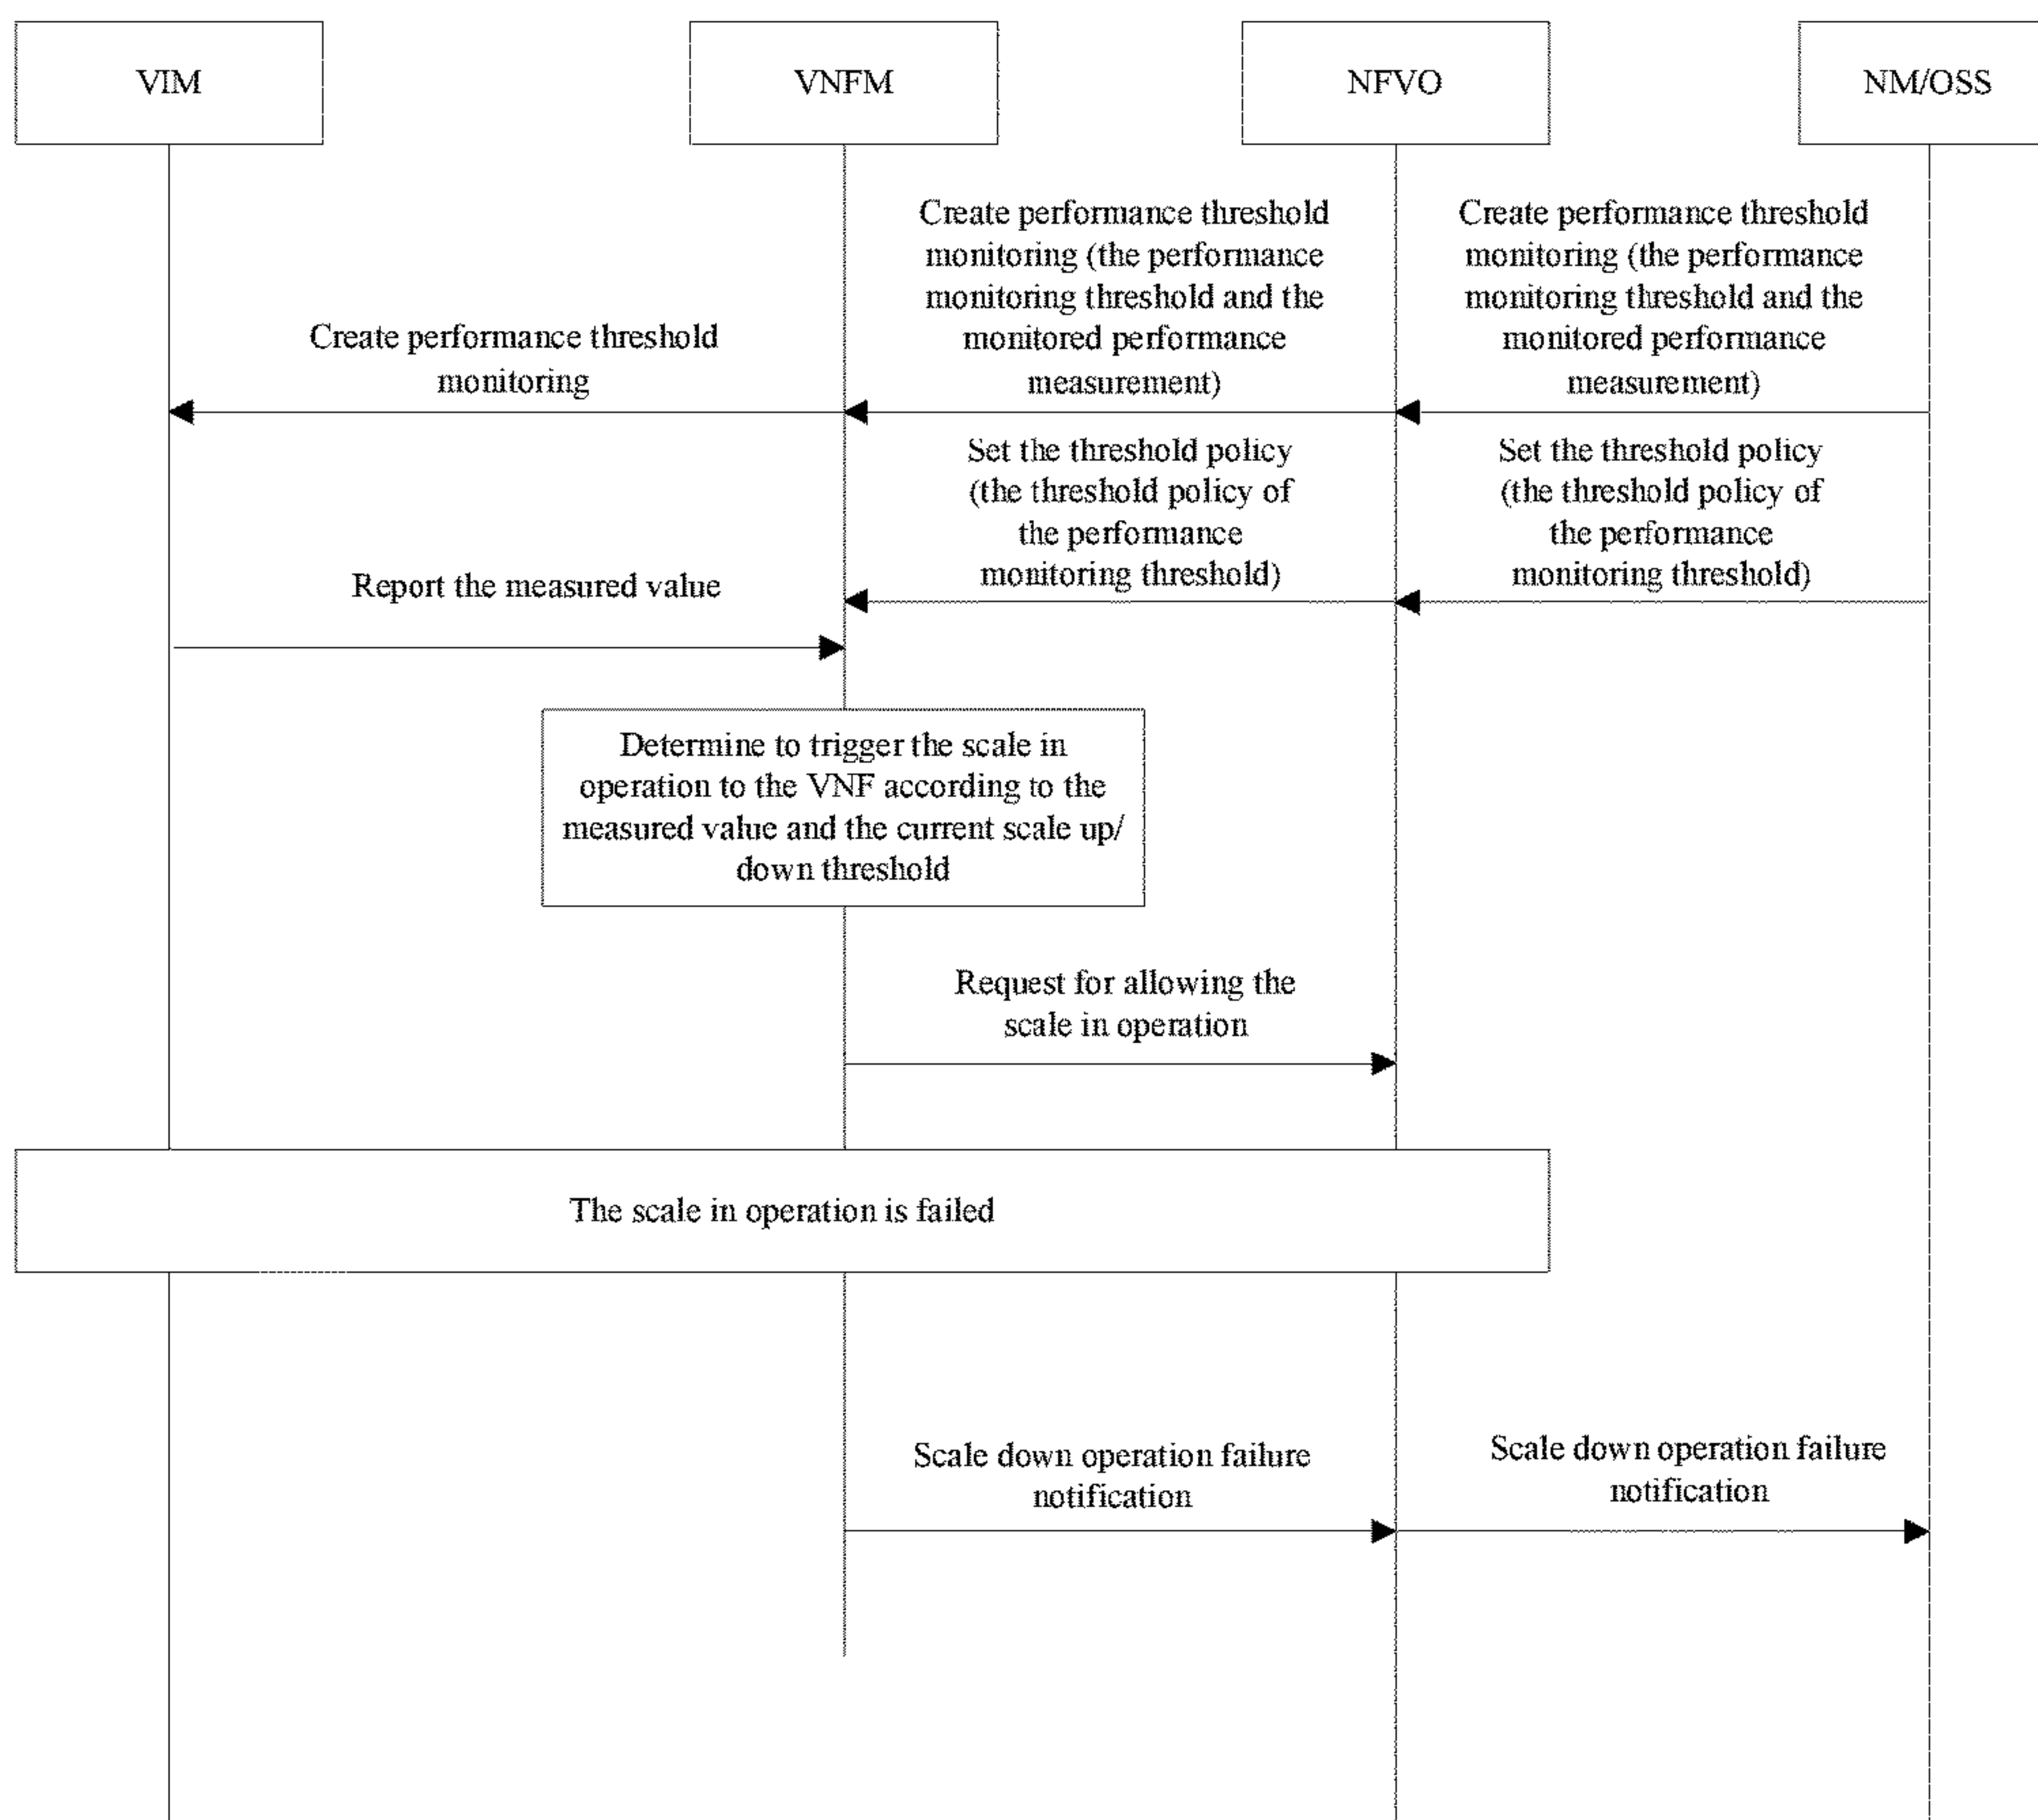 VIM
VNFM
NFVO
NM/OSS
Create performance threshold
monitoring (the performance
monitoring threshold and the
monitored performance
measurement)
Create performance threshold
monitoring (the performance
monitoring threshold and the
monitored performance
measurement)
Create performance threshold
monitoring
Set the threshold policy
(the threshold policy of
the performance
monitoring threshold)
Set the threshold policy
(the threshold policy of
the performance
monitoring threshold)
Report the measured value
Determine to trigger the scale in
operation to the VNF according to the
measured value and the current scale up/
down threshold
Request for allowing the
scale in operation
The scale in operation is failed
Scale down operation failure
notification
Scale down operation failure
notification